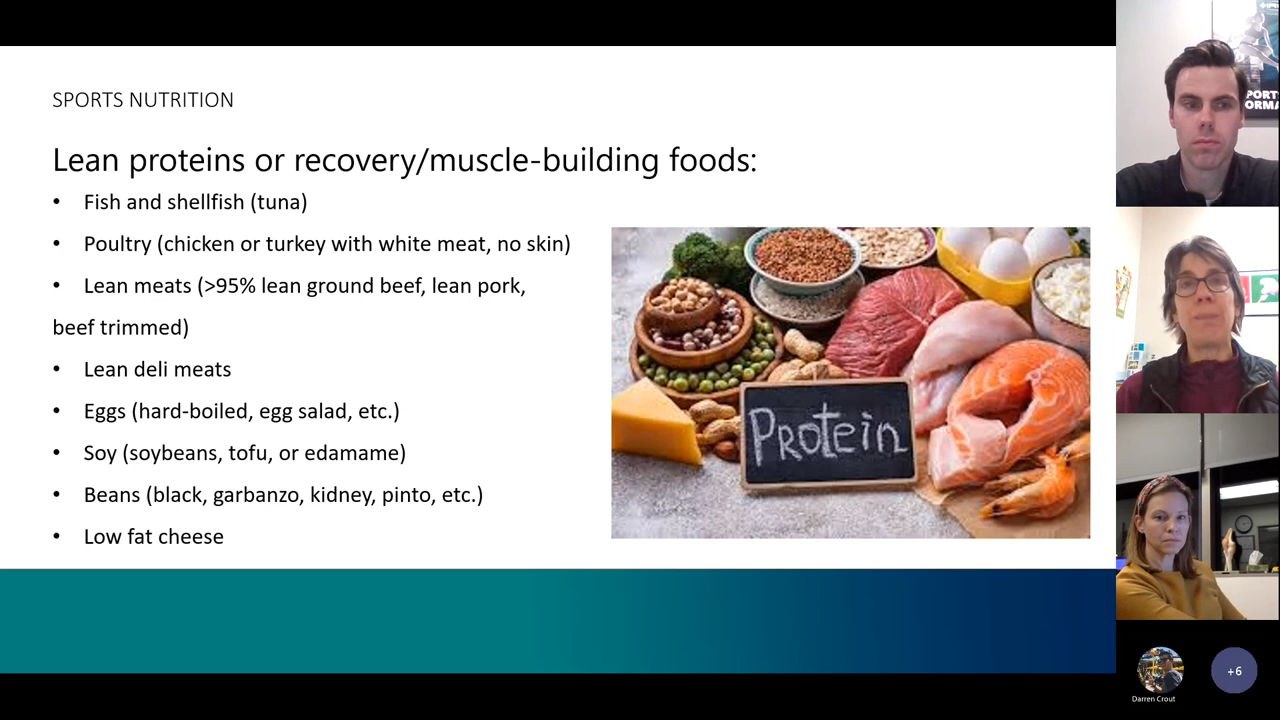 SPORTS NUTRITION
Lean proteins or recovery/muscle-building foods:
• Fish and shellfish (tuna)
• Poultry (chicken or turkey with white meat, no skin)
• Lean meats (>95% lean ground beef, lean pork,
beef trimmed)
• Lean deli meats
• Eggs (hard-boiled, egg salad, etc.)
• Soy (soybeans, tofu, or edamame)
• Beans (black, garbanzo, kidney, pinto, etc.)
• Low fat cheese
Protein
PORT
ORMA
Darren Crout
+6